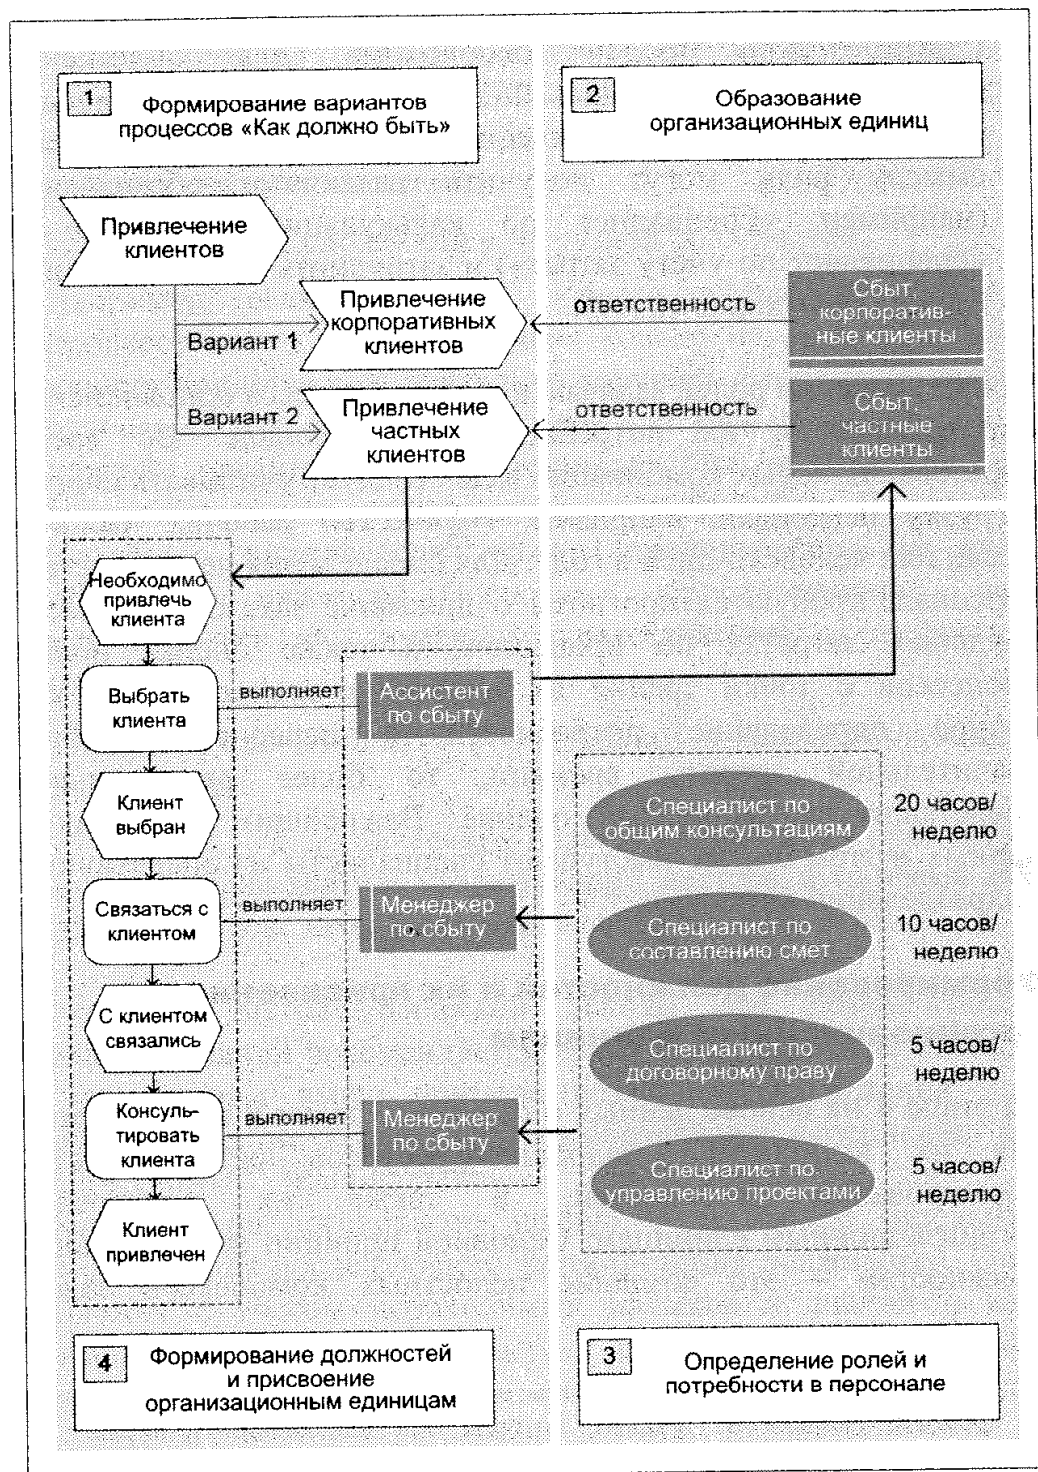 1
Формирование вариантов
процессов «Как должно быть»
2
Образование
организационных единиц
Привлечение
клиентов
Вариант 1
Привлечение
корпоративных
клиентов
ответственность
Сбыт,
корпоратив-
ные клиенты
Вариант 2
Привлечение
частных
клиентов
ответственность
Сбыт,
частные
клиенты
Необходимо
привлечь
клиента
Выбрать
клиента
выполняет
Ассистент
по сбыту
Клиент
выбран
Связаться с
клиентом
выполняет
Менеджер
по сбыту
С клиентом
связались
Консуль-
тировать
клиента
выполняет
Менеджер
по сбыту
Клиент
привлечен
Специалист по
общим консультациям
20 часов/
неделю
Специалист по
составлению смет
10 часов/
неделю
Специалист по
договорному праву
5 часов/
неделю
Специалист по
управлению проектами
5 часов/
неделю
4
Формирование должностей
и присвоение
организационным единицам
3
Определение ролей и
потребности в персонале